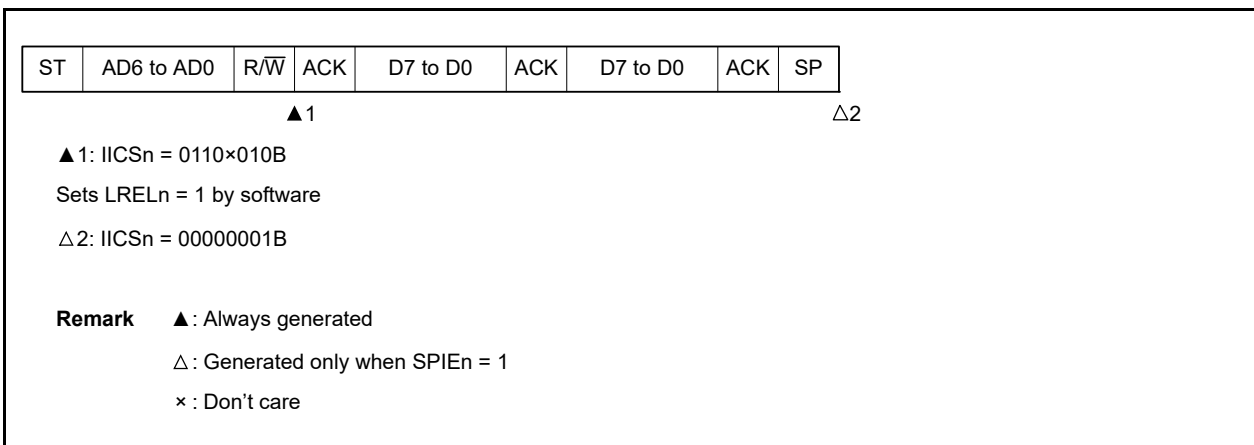 ST AD6 to AD0 R/W̅ ACK D7 to D0 ACK D7 to D0 ACK SP
▲1 △2
▲1: IICSn = 0110×010B
Sets LRELn = 1 by software
△2: IICSn = 00000001B
Remark ▲: Always generated
△: Generated only when SPIEn = 1
×: Don't care